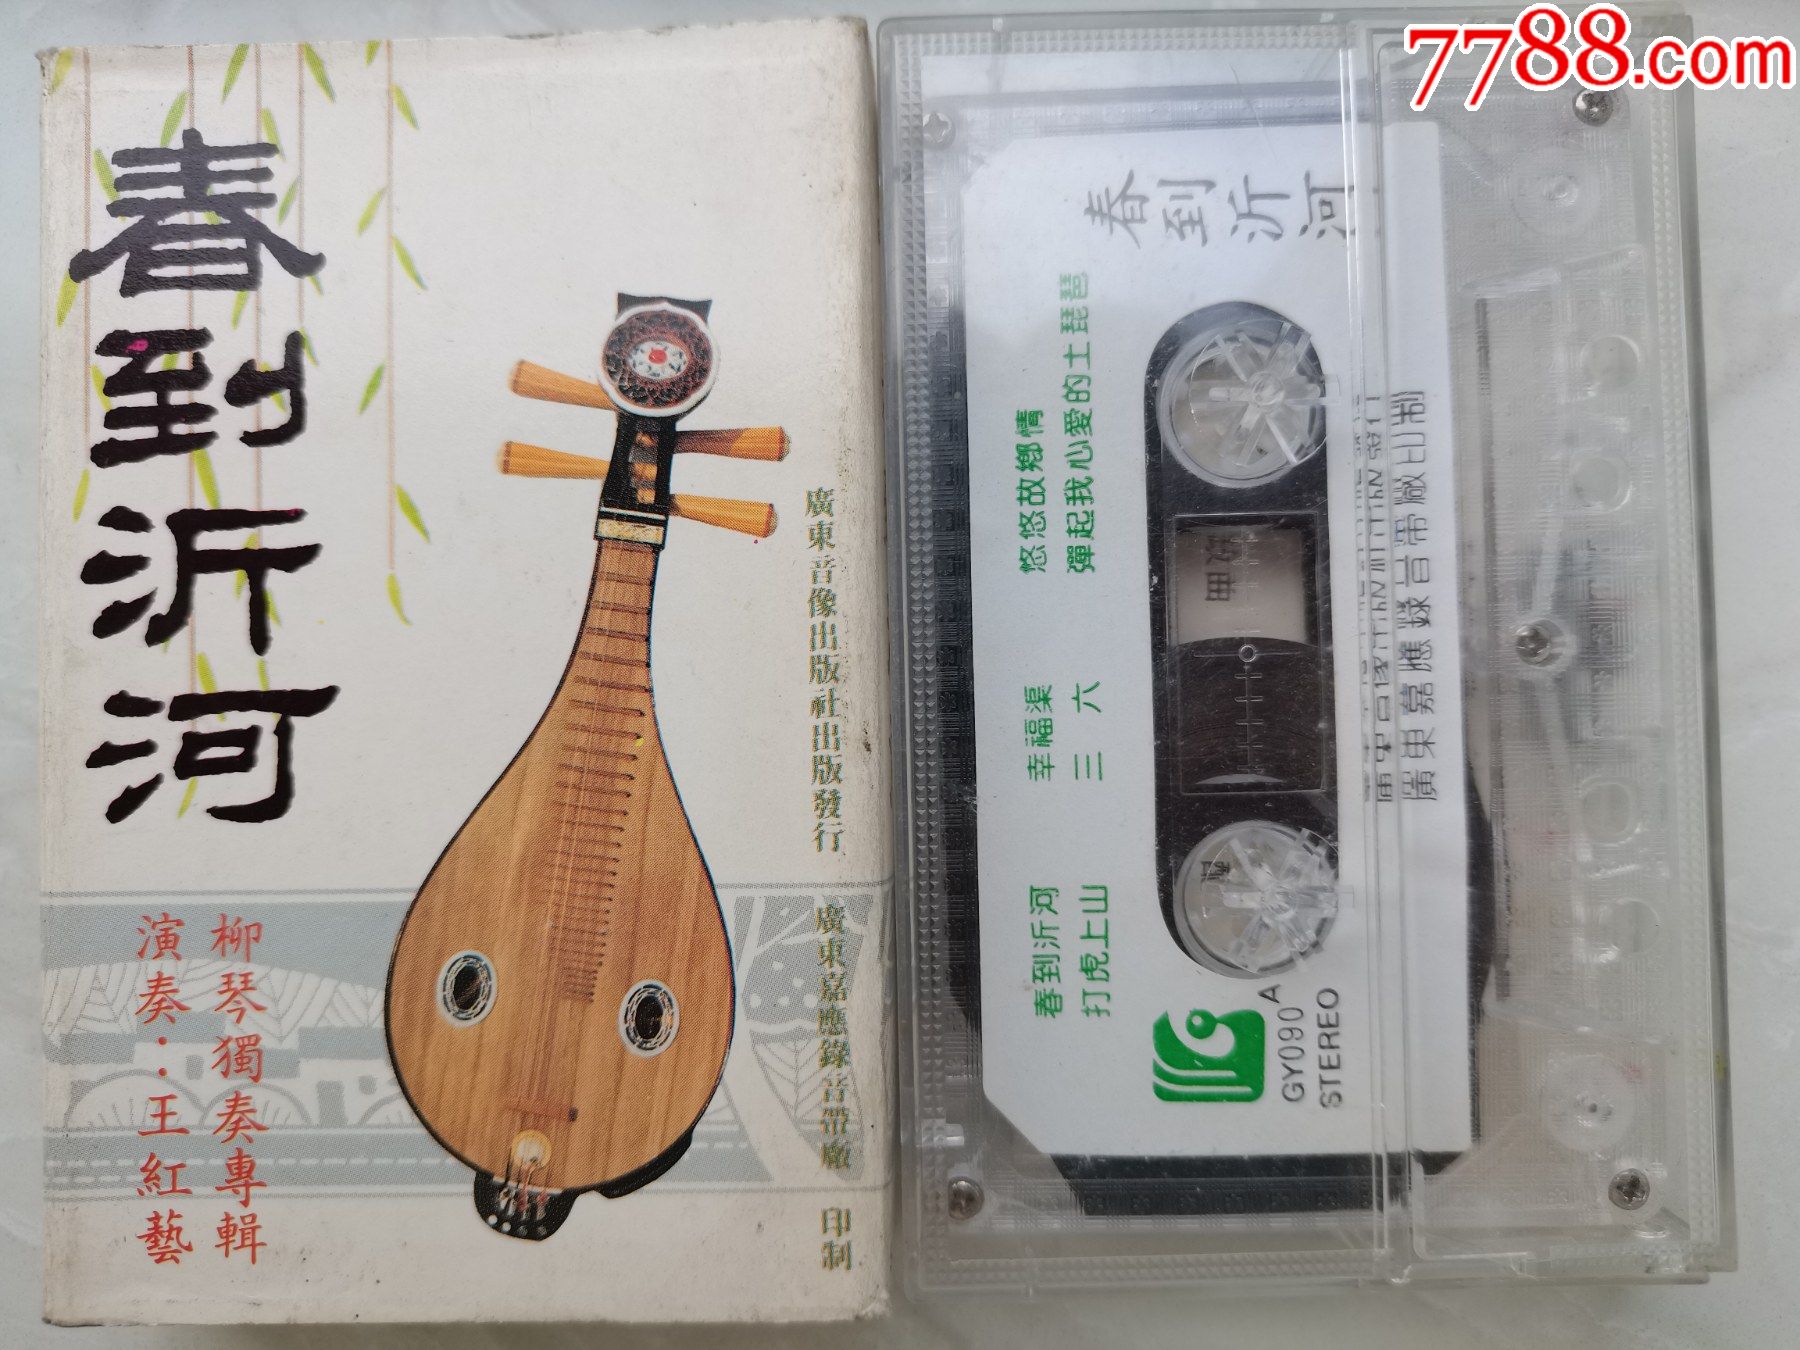 7788.com
春到沂河
柳琴獨奏專輯
演奏：王紅藝
廣東音像出版社出版發行
廣東嘉應錄音帶廠 印制
春到沂河
春到沂河 幸福渠 悠悠故鄉情
打虎上山 三六 彈起我心愛的土琵琶
GY090 A
STEREO
廣東嘉應錄音帶廠印制